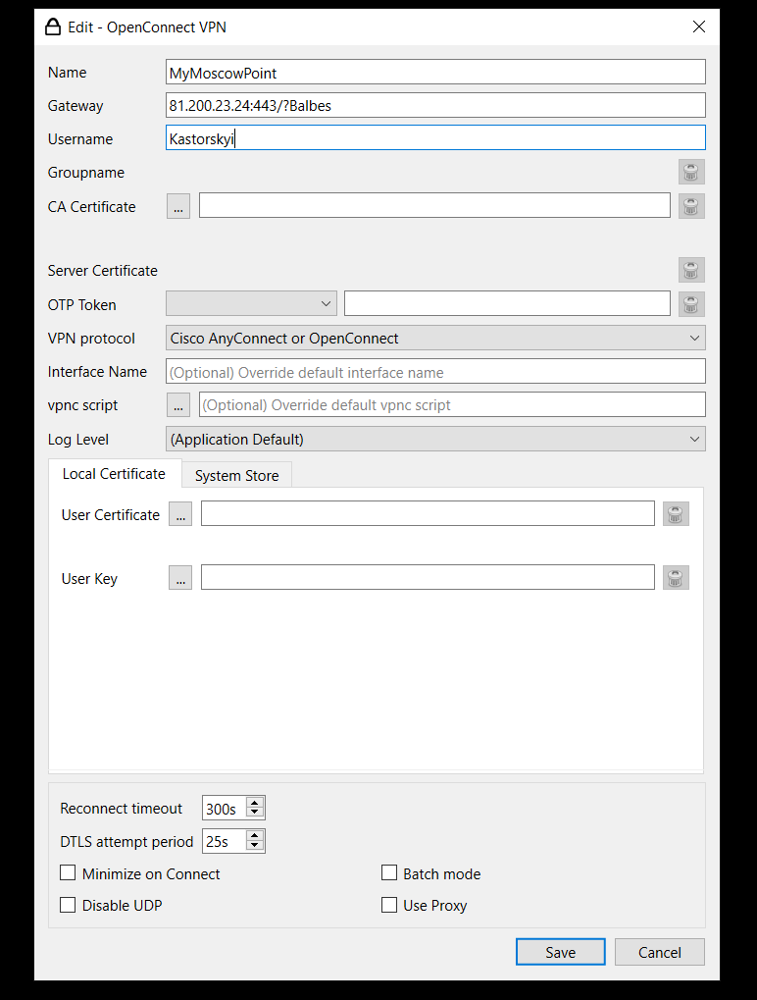 Edit - OpenConnect VPN
Name MyMoscowPoint
Gateway 81.200.23.24:443/?Balbes
Username Kastorskyi
Groupname
CA Certificate ...
Server Certificate
OTP Token
VPN protocol Cisco AnyConnect or OpenConnect
Interface Name (Optional) Override default interface name
vpnc script ... (Optional) Override default vpnc script
Log Level (Application Default)
Local Certificate System Store
User Certificate ...
User Key ...
Reconnect timeout 300s
DTLS attempt period 25s
Minimize on Connect Batch mode
Disable UDP Use Proxy
Save Cancel